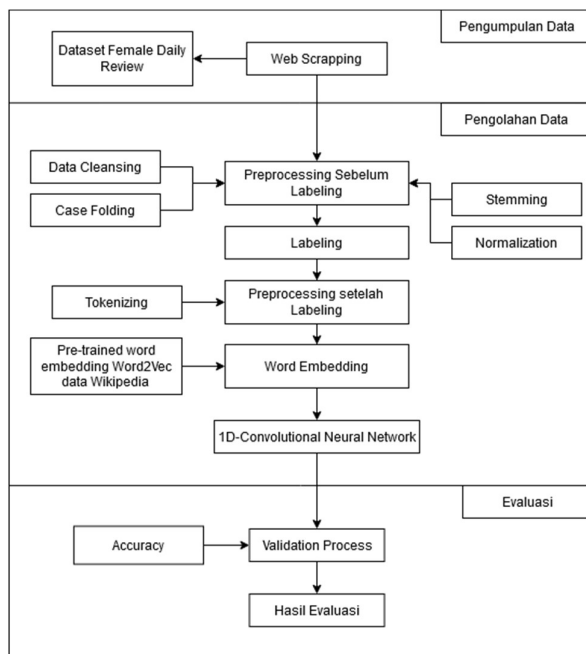 Pengumpulan Data
Dataset Female Daily
Review
Web Scrapping
Pengolahan Data
Data Cleansing
Preprocessing Sebelum
Labeling
Case Folding
Stemming
Labeling
Normalization
Tokenizing
Preprocessing setelah
Labeling
Pre-trained word
embedding Word2Vec
data Wikipedia
Word Embedding
1D-Convolutional Neural Network
Evaluasi
Accuracy
Validation Process
Hasil Evaluasi